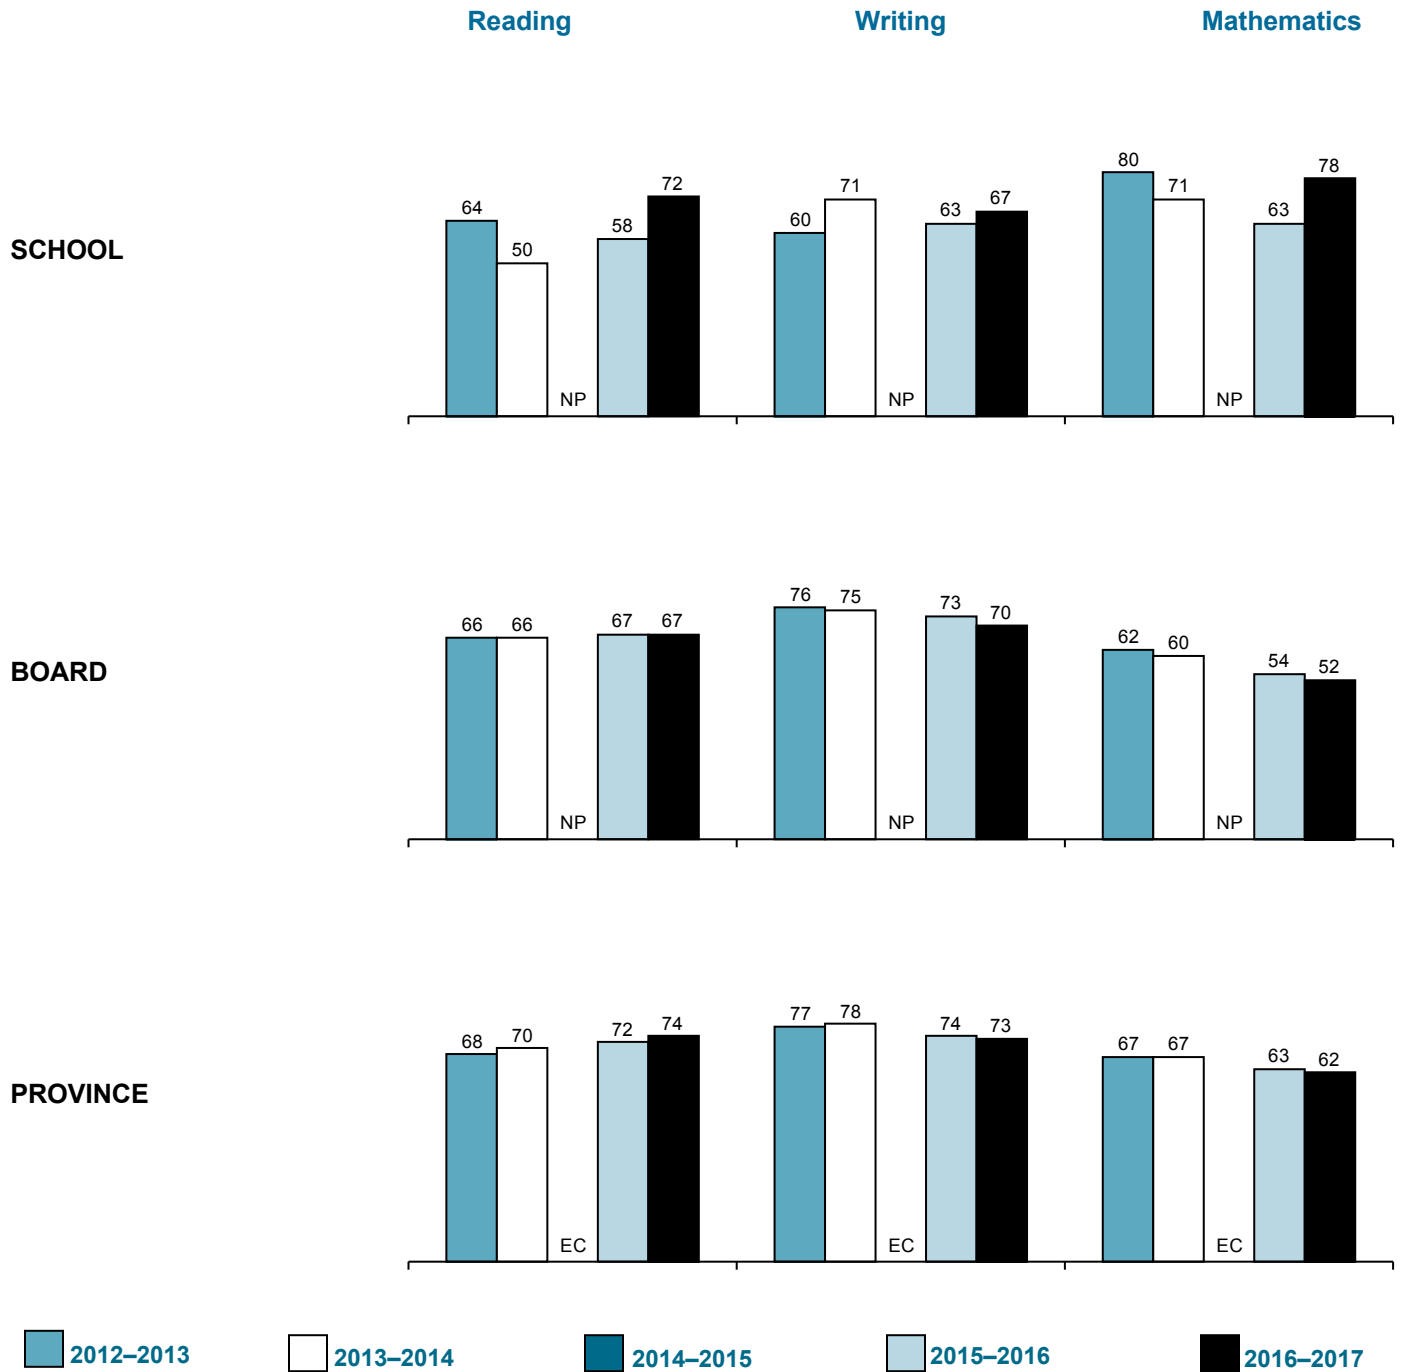 Reading Writing Mathematics
SCHOOL
64 50 NP 58 72 60 71 NP 63 67 80 71 NP 63 78
BOARD
66 66 NP 67 67 76 75 NP 73 70 62 60 NP 54 52
PROVINCE
68 70 EC 72 74 77 78 EC 74 73 67 67 EC 63 62
2012–2013 2013–2014 2014–2015 2015–2016 2016–2017